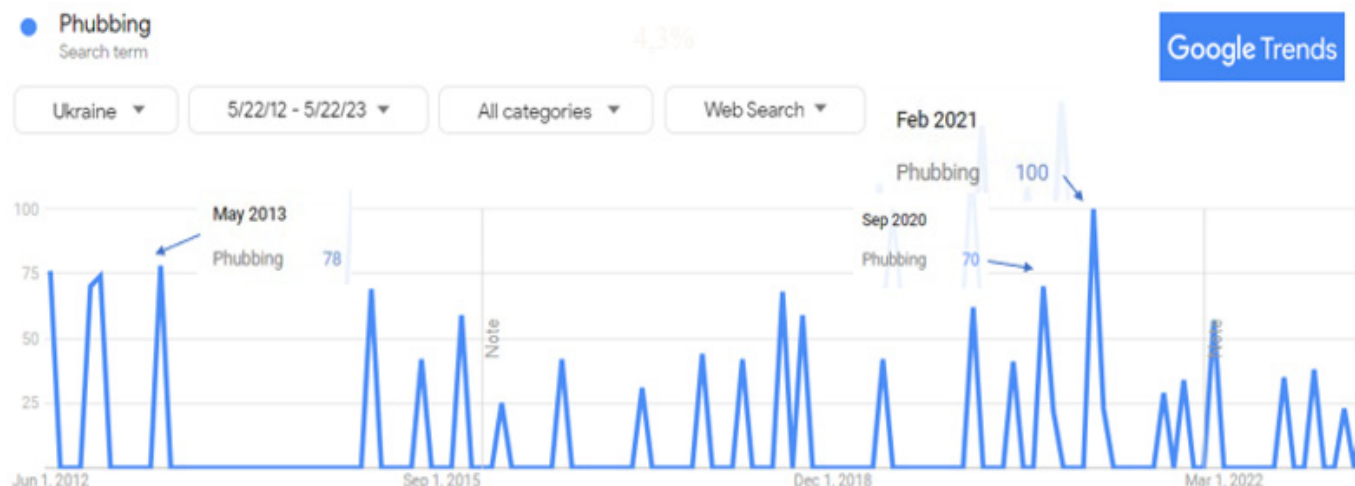 Phubbing
Search term
4,3%
Google Trends
Ukraine
5/22/12 - 5/22/23
All categories
Web Search
Feb 2021
Phubbing 100
May 2013
Phubbing 78
Sep 2020
Phubbing 70
100
75
50
25
Note
Note
Jun 1, 2012
Sep 1, 2015
Dec 1, 2018
Mar 1, 2022